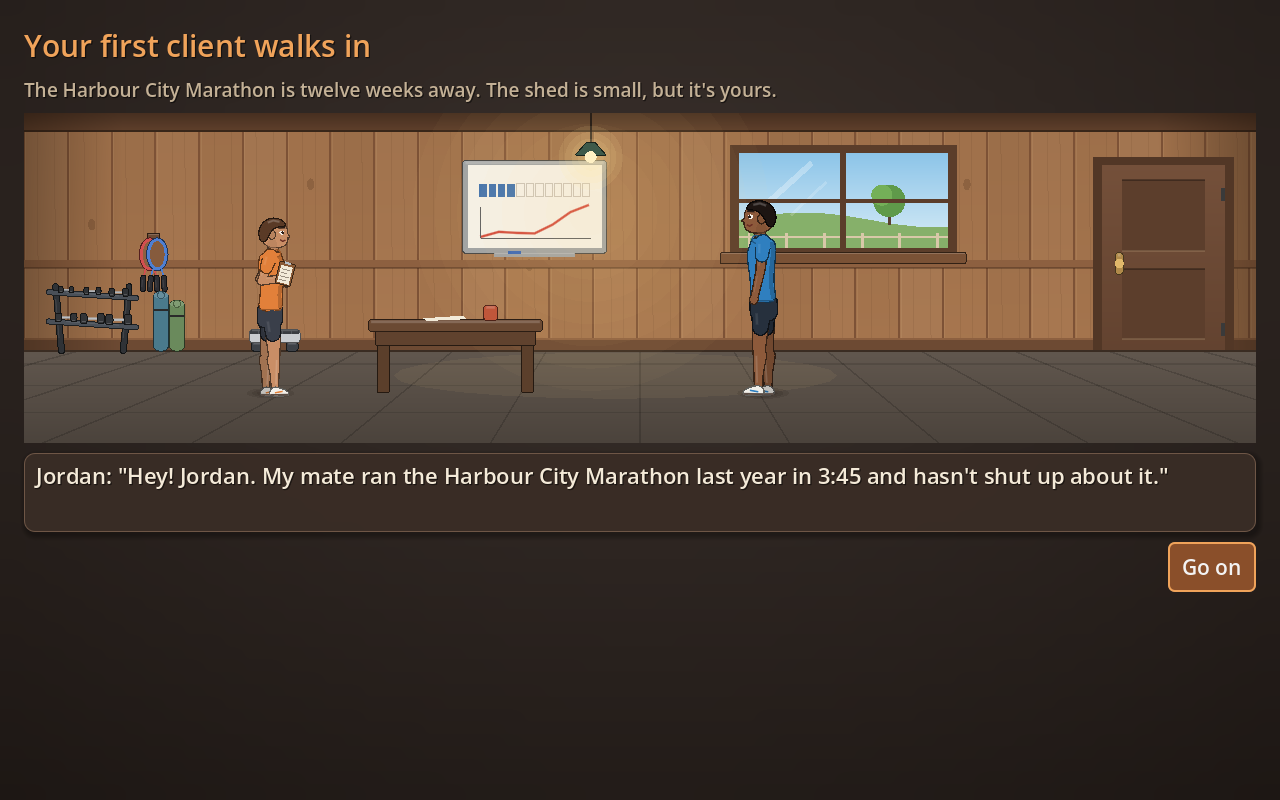 Your first client walks in
The Harbour City Marathon is twelve weeks away. The shed is small, but it's yours.
Jordan: "Hey! Jordan. My mate ran the Harbour City Marathon last year in 3:45 and hasn't shut up about it."
Go on